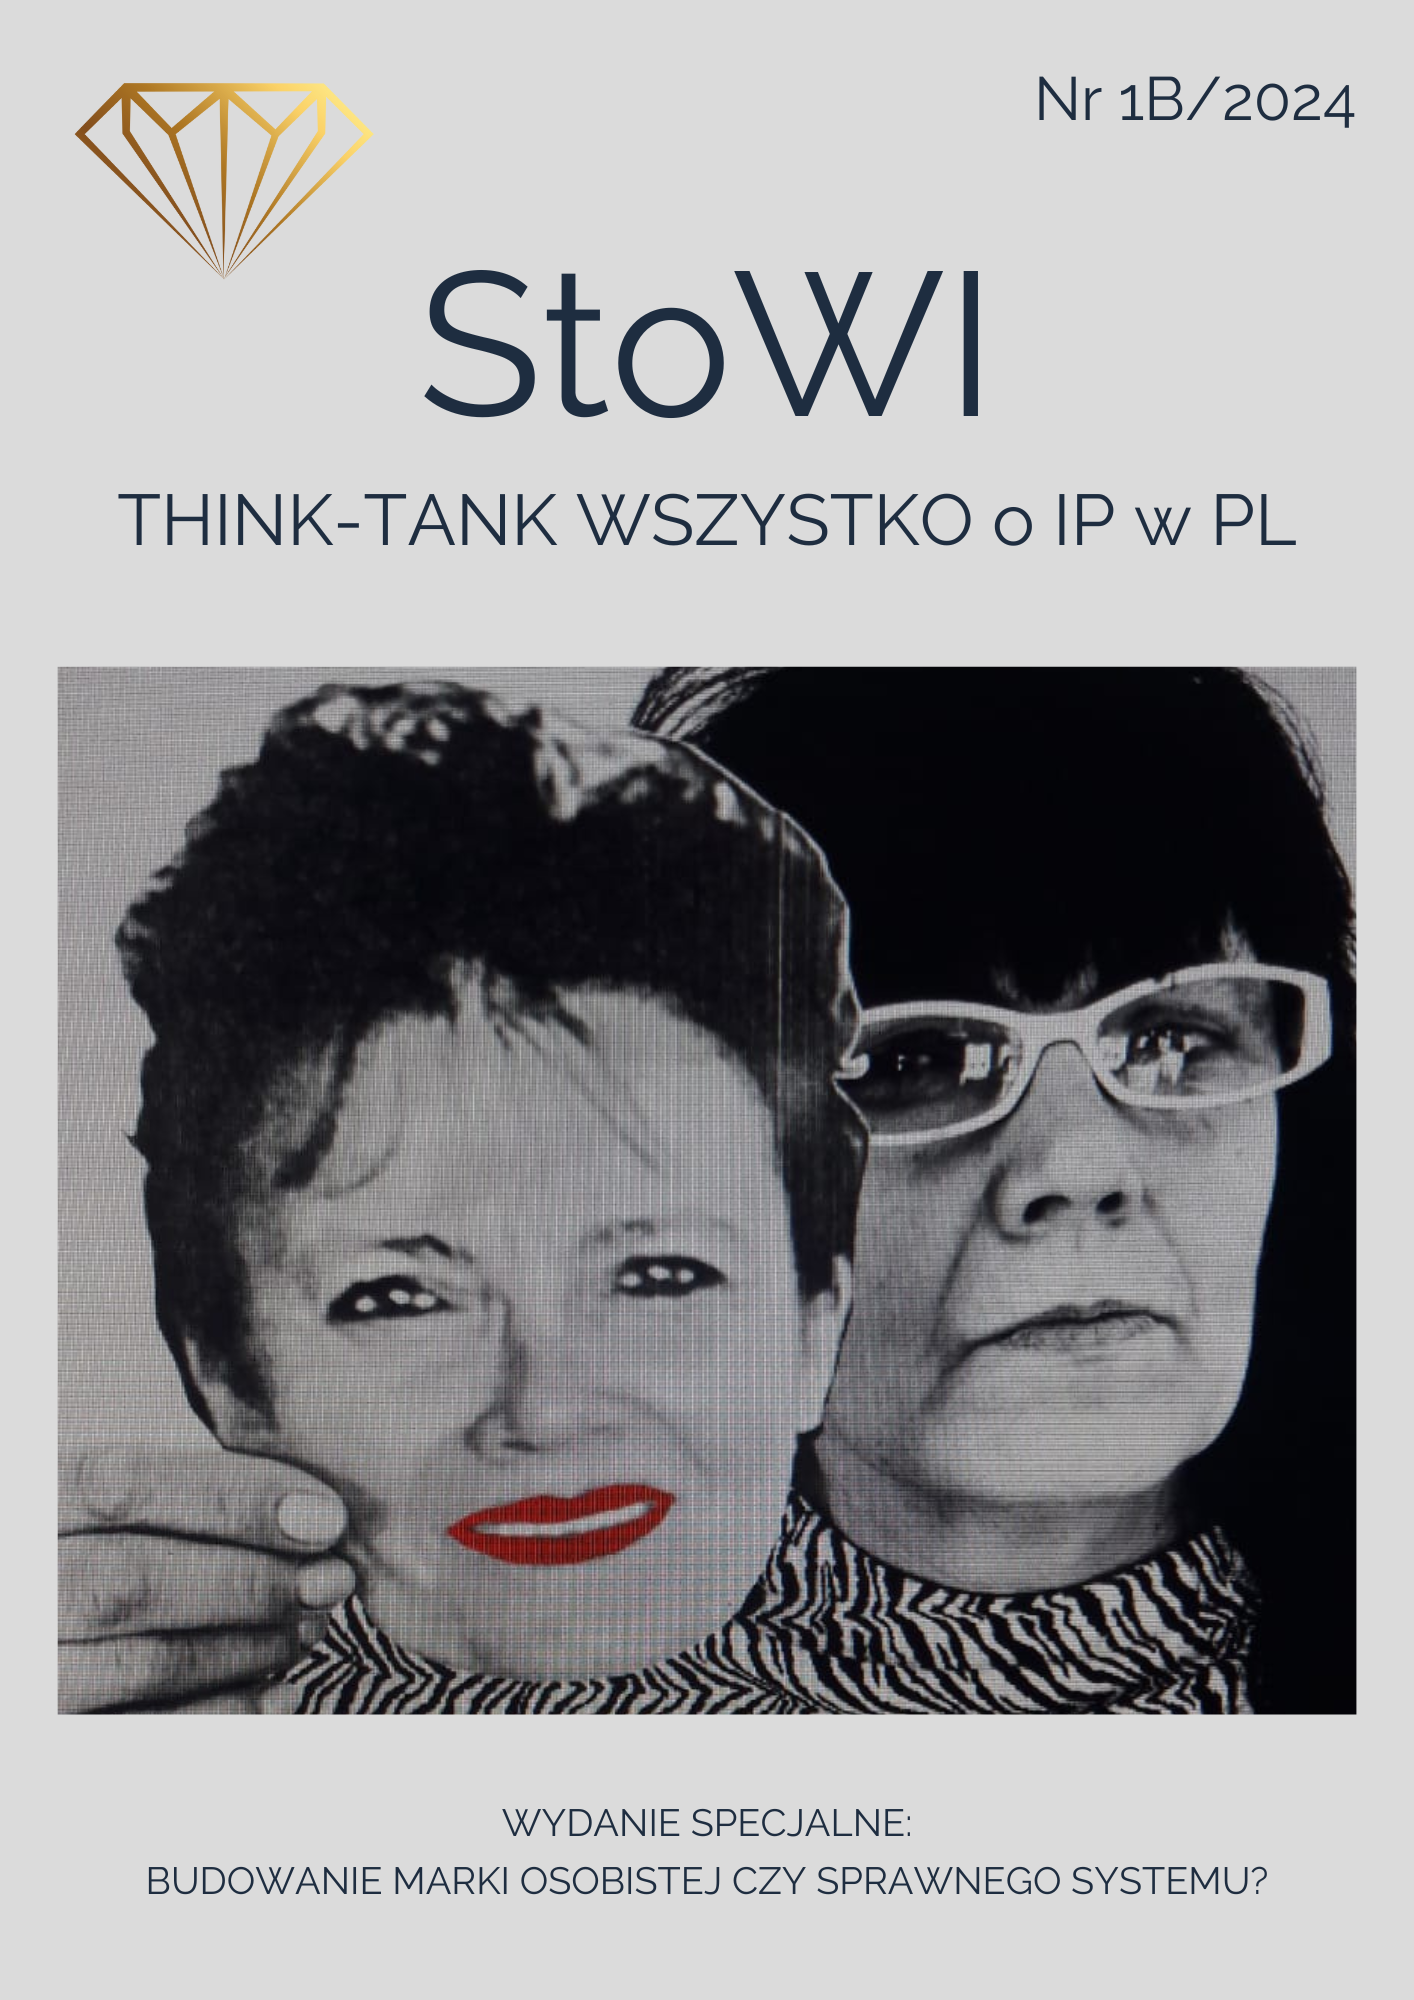 Nr 1B/2024
StoWI
THINK-TANK WSZYSTKO o IP w PL
WYDANIE SPECJALNE:
BUDOWANIE MARKI OSOBISTEJ CZY SPRAWNEGO SYSTEMU?